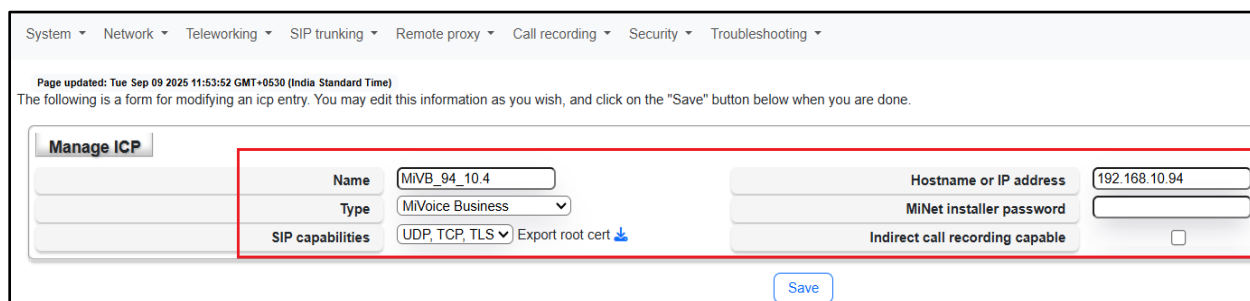 System Network Teleworking SIP trunking Remote proxy Call recording Security Troubleshooting
Page updated: Tue Sep 09 2025 11:53:52 GMT+0530 (India Standard Time)
The following is a form for modifying an icp entry. You may edit this information as you wish, and click on the "Save" button below when you are done.
Manage ICP
Name MiVB_94_10.4 Hostname or IP address 192.168.10.94
Type MiVoice Business MiNet installer password
SIP capabilities UDP, TCP, TLS Export root cert Indirect call recording capable
Save